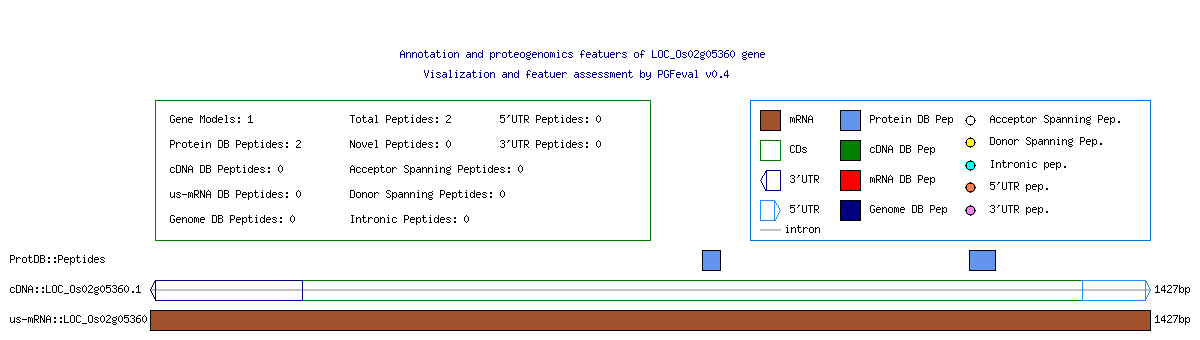 Annotation and proteogenomics featuers of LOC_Os02g05360 gene
Visalization and featuer assessment by PGFeval v0.4
Gene Models: 1 Total Peptides: 2 5'UTR Peptides: 0
Protein DB Peptides: 2 Novel Peptides: 0 3'UTR Peptides: 0
cDNA DB Peptides: 0 Acceptor Spanning Peptides: 0
us-mRNA DB Peptides: 0 Donor Spanning Peptides: 0
Genome DB Peptides: 0 Intronic Peptides: 0
mRNA Protein DB Pep Acceptor Spanning Pep.
CDs cDNA DB Pep Donor Spanning Pep.
3'UTR mRNA DB Pep Intronic pep.
5'UTR Genome DB Pep 5'UTR pep.
intron 3'UTR pep.
ProtDB::Peptides
cDNA::LOC_Os02g05360.1 1427bp
us-mRNA::LOC_Os02g05360 1427bp